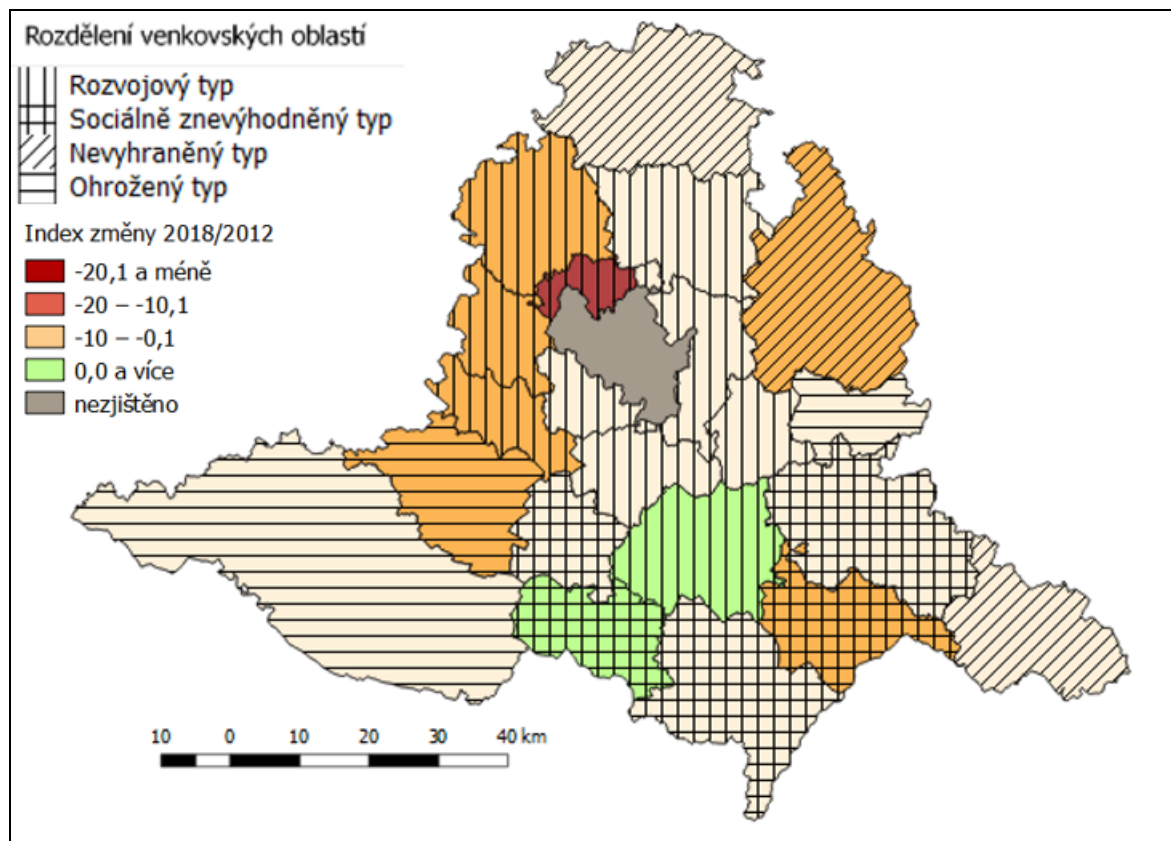 Rozdělení venkovských oblastí
Rozvojový typ
Sociálně znevýhodněný typ
Nevyhraněný typ
Ohrožený typ
Index změny 2018/2012
-20,1 a méně
-20 – -10,1
-10 – -0,1
0,0 a více
nezjištěno
10 0 10 20 30 40 km